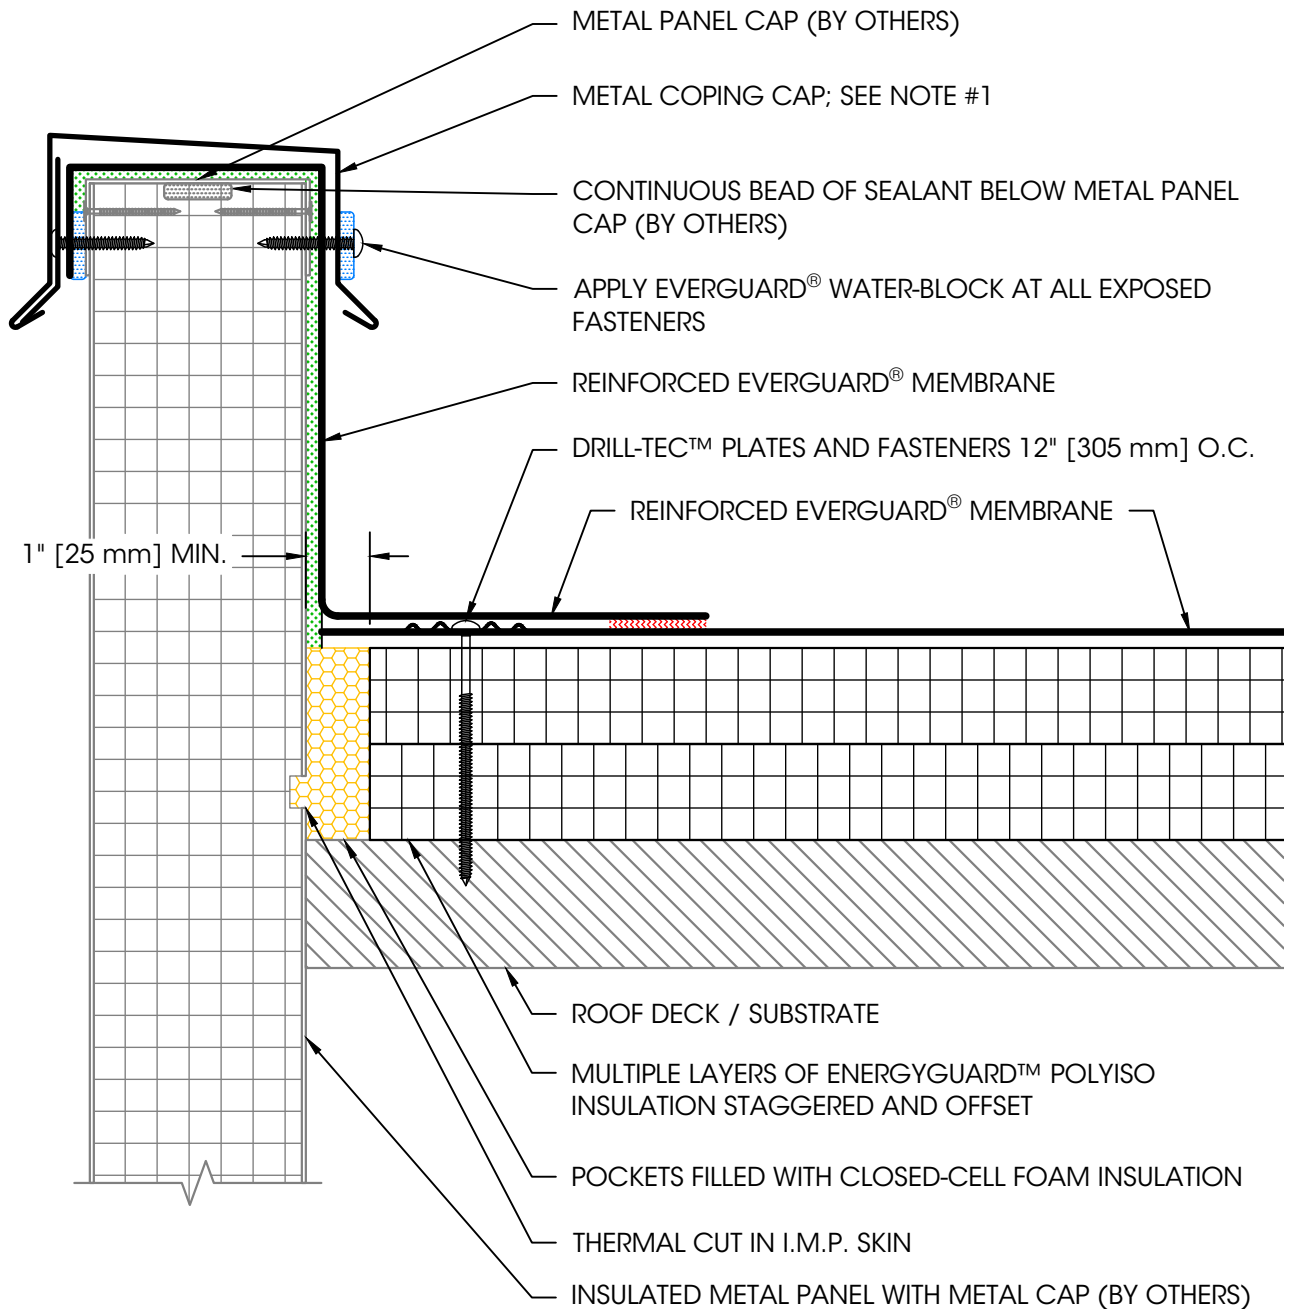 METAL PANEL CAP (BY OTHERS)
METAL COPING CAP; SEE NOTE #1
CONTINUOUS BEAD OF SEALANT BELOW METAL PANEL
CAP (BY OTHERS)
APPLY EVERGUARD® WATER-BLOCK AT ALL EXPOSED
FASTENERS
REINFORCED EVERGUARD® MEMBRANE
DRILL-TEC™ PLATES AND FASTENERS 12" [305 mm] O.C.
REINFORCED EVERGUARD® MEMBRANE
1" [25 mm] MIN.
ROOF DECK / SUBSTRATE
MULTIPLE LAYERS OF ENERGYGUARD™ POLYISO
INSULATION STAGGERED AND OFFSET
POCKETS FILLED WITH CLOSED-CELL FOAM INSULATION
THERMAL CUT IN I.M.P. SKIN
INSULATED METAL PANEL WITH METAL CAP (BY OTHERS)